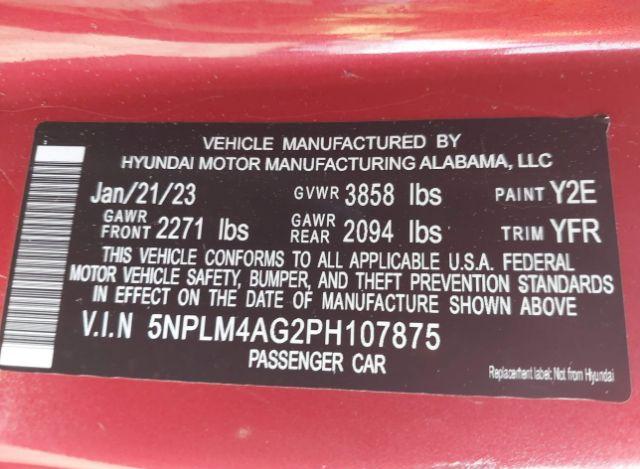 VEHICLE MANUFACTURED BY
HYUNDAI MOTOR MANUFACTURING ALABAMA, LLC
Jan/21/23 GVWR 3858 lbs PAINT Y2E
GAWR FRONT 2271 lbs GAWR REAR 2094 lbs TRIM YFR
THIS VEHICLE CONFORMS TO ALL APPLICABLE U.S.A. FEDERAL
MOTOR VEHICLE SAFETY, BUMPER, AND THEFT PREVENTION STANDARDS
IN EFFECT ON THE DATE OF MANUFACTURE SHOWN ABOVE
V.I.N 5NPLM4AG2PH107875
PASSENGER CAR
Replacement label; Not from Hyundai